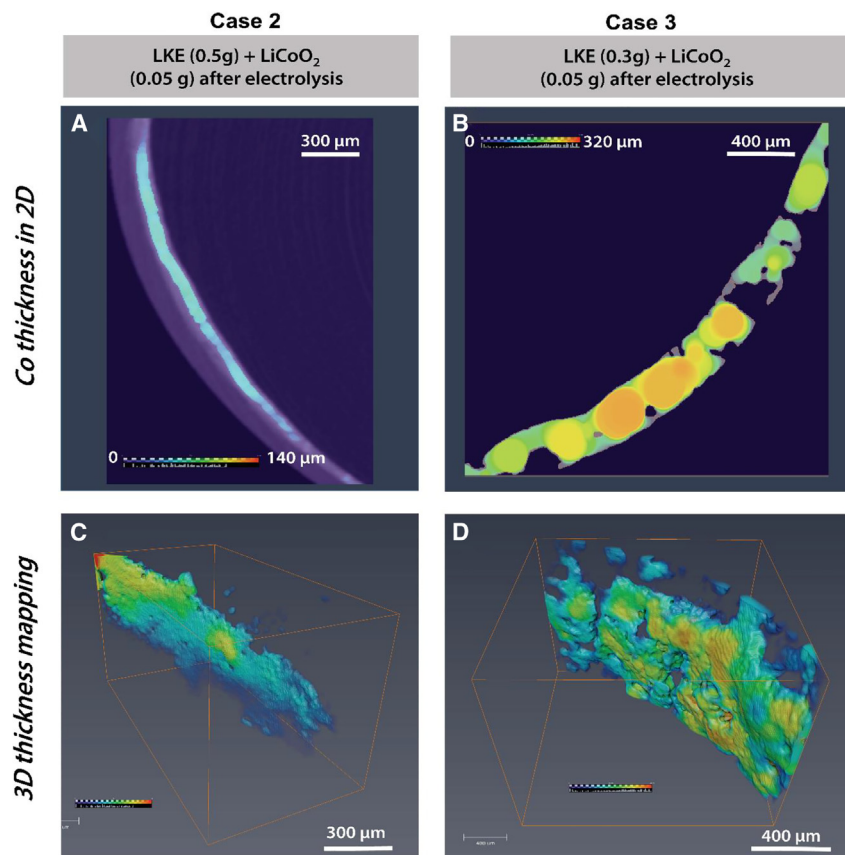 Case 2
Case 3
LKE (0.5g) + LiCoO₂
(0.05 g) after electrolysis
LKE (0.3g) + LiCoO₂
(0.05 g) after electrolysis
Co thickness in 2D
A
300 µm
0
140 µm
B
0
320 µm
400 µm
3D thickness mapping
C
300 µm
D
400 µm
400 µm